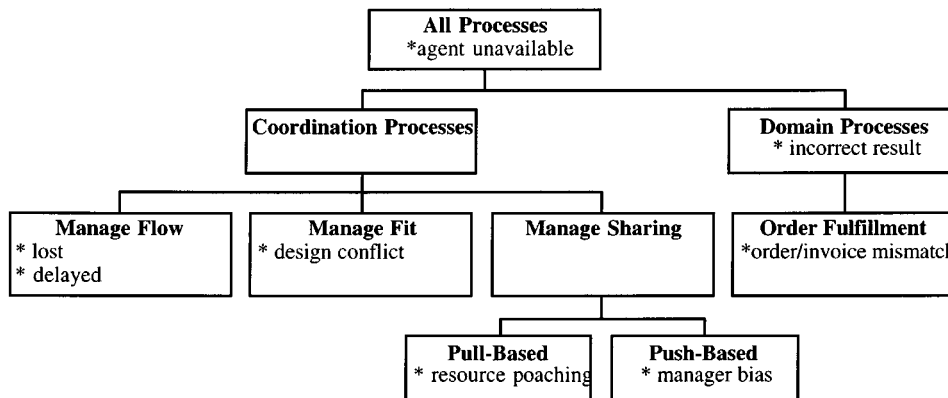 All Processes
*agent unavailable
Coordination Processes
Domain Processes
* incorrect result
Manage Flow
* lost
* delayed
Manage Fit
* design conflict
Manage Sharing
Order Fulfillment
*order/invoice mismatch
Pull-Based
* resource poaching
Push-Based
* manager bias